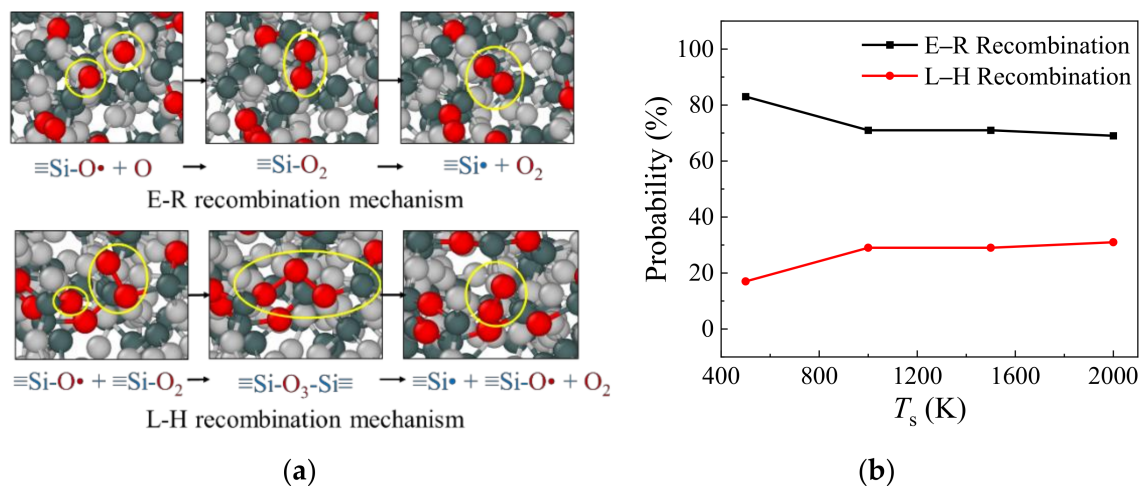 ≡Si-O• + O
≡Si-O₂
≡Si• + O₂
E-R recombination mechanism
≡Si-O• + ≡Si-O₂
≡Si-O₃-Si≡
≡Si• + ≡Si-O• + O₂
L-H recombination mechanism
(a)
E–R Recombination
L–H Recombination
Probability (%)
100
80
60
40
20
0
400
800
1200
1600
2000
Tₛ (K)
(b)